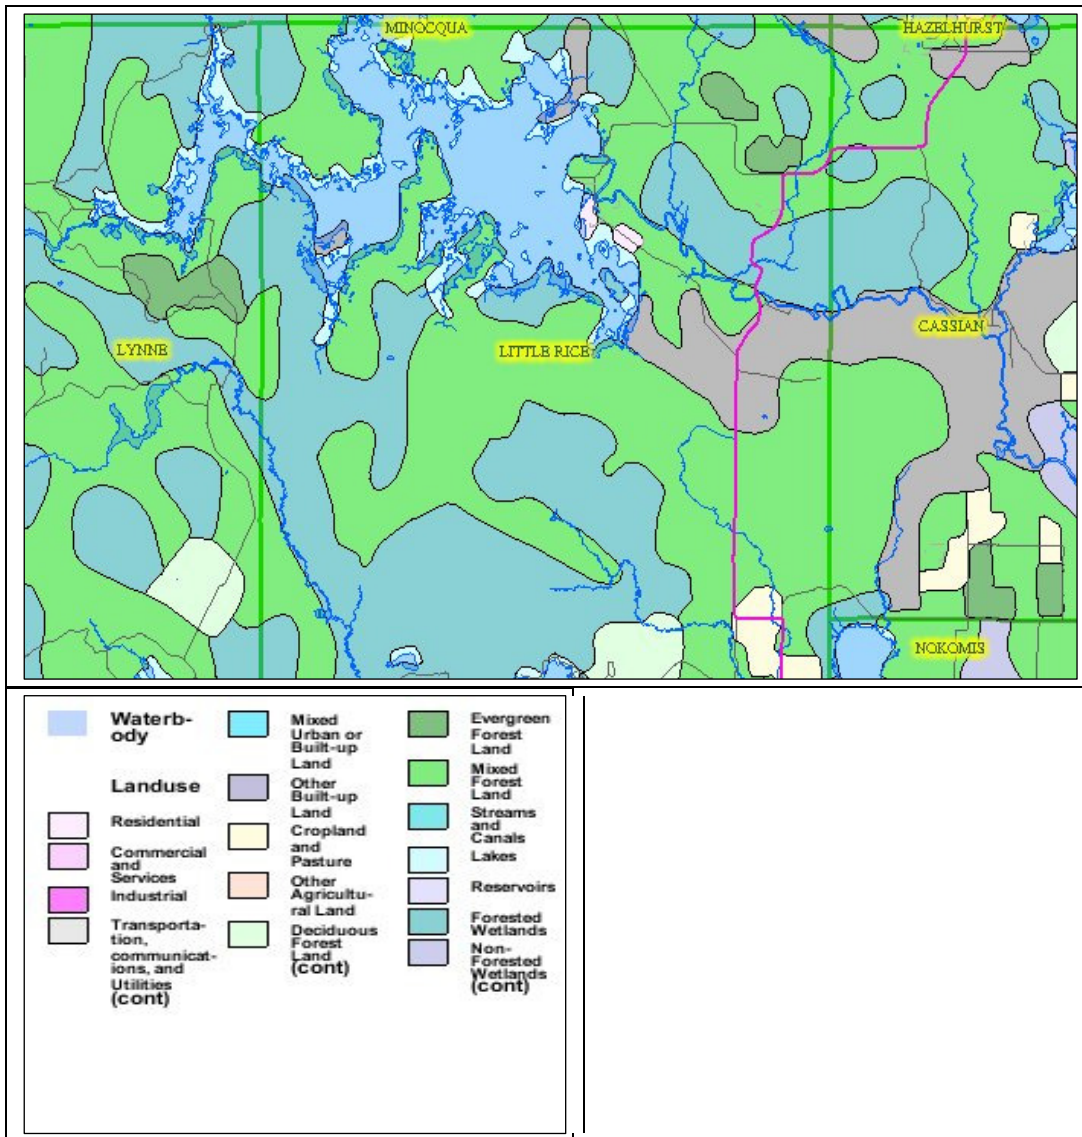 MINOCQUA
HAZELHURST
CASSIAN
LYNNE
LITTLE RICE
NOKOMIS
Waterb-
ody
Landuse
Residential
Commercial
and
Services
Industrial
Transporta-
tion,
communicat-
ions, and
Utilities
(cont)
Mixed
Urban or
Built-up
Land
Other
Built-up
Land
Cropland
and
Pasture
Other
Agricultu-
ral Land
Deciduous
Forest
Land
(cont)
Evergreen
Forest
Land
Mixed
Forest
Land
Streams
and
Canals
Lakes
Reservoirs
Forested
Wetlands
Non-
Forested
Wetlands
(cont)